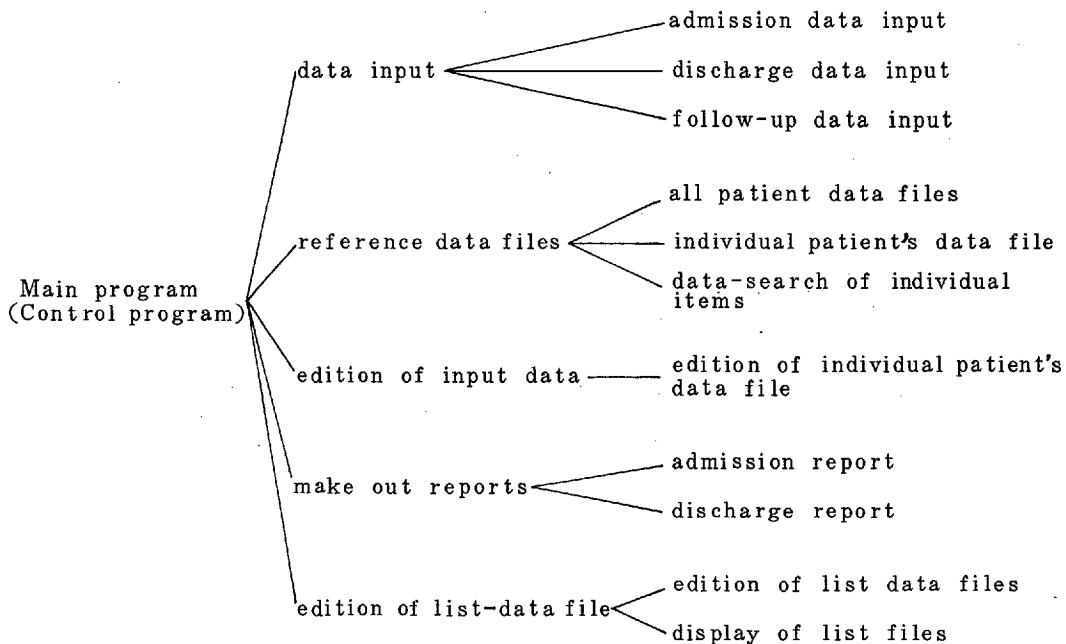 admission data input
data input
discharge data input
follow-up data input
all patient data files
reference data files
individual patient's data file
data-search of individual
items
Main program
(Control program)
edition of input data
edition of individual patient's
data file
admission report
make out reports
discharge report
edition of list data files
edition of list-data file
display of list files